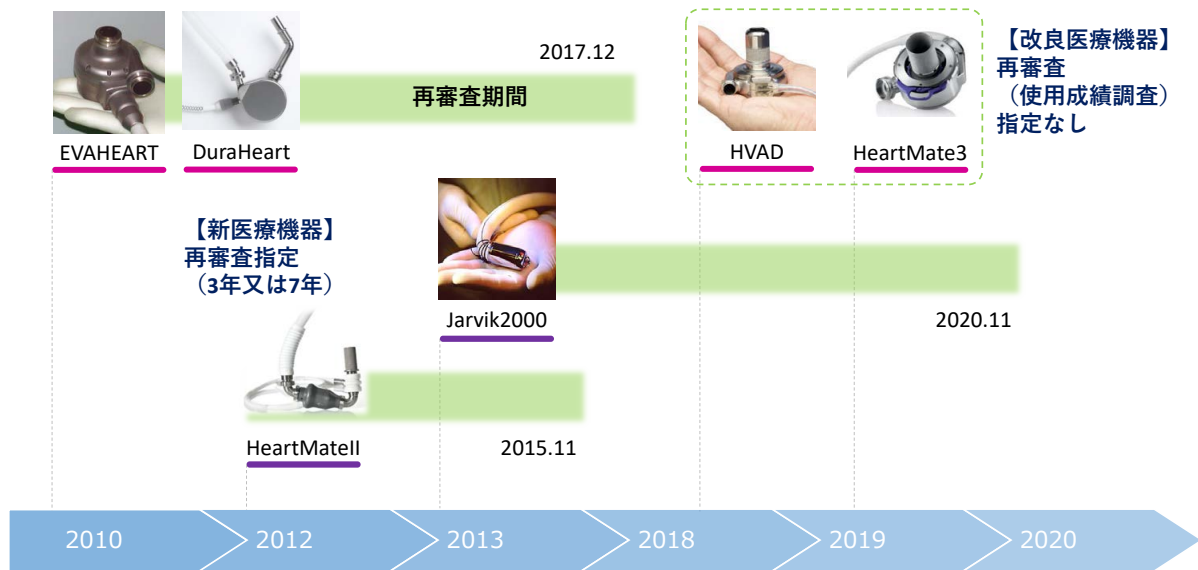 2017.12
再審査期間
EVAHEART
DuraHeart
HVAD
HeartMate3
【改良医療機器】
再審査
（使用成績調査）
指定なし
【新医療機器】
再審査指定
（3年又は7年）
Jarvik2000
2020.11
HeartMateII
2015.11
2010
2012
2013
2018
2019
2020